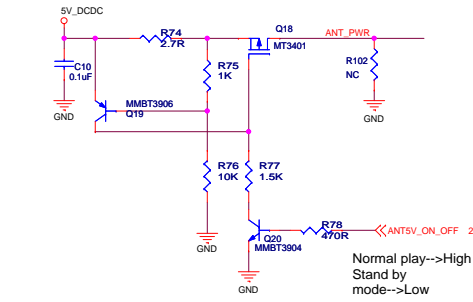 5V_DCDC
R74
2.7R
Q18
MT3401
ANT_PWR
C10
0.1uF
GND
R75
1K
R102
NC
GND
MMBT3906
Q19
R76
10K
R77
1.5K
GND
Q20
MMBT3904
R78
470R
ANT5V_ON_OFF 2
GND
Normal play-->High
Stand by
mode-->Low